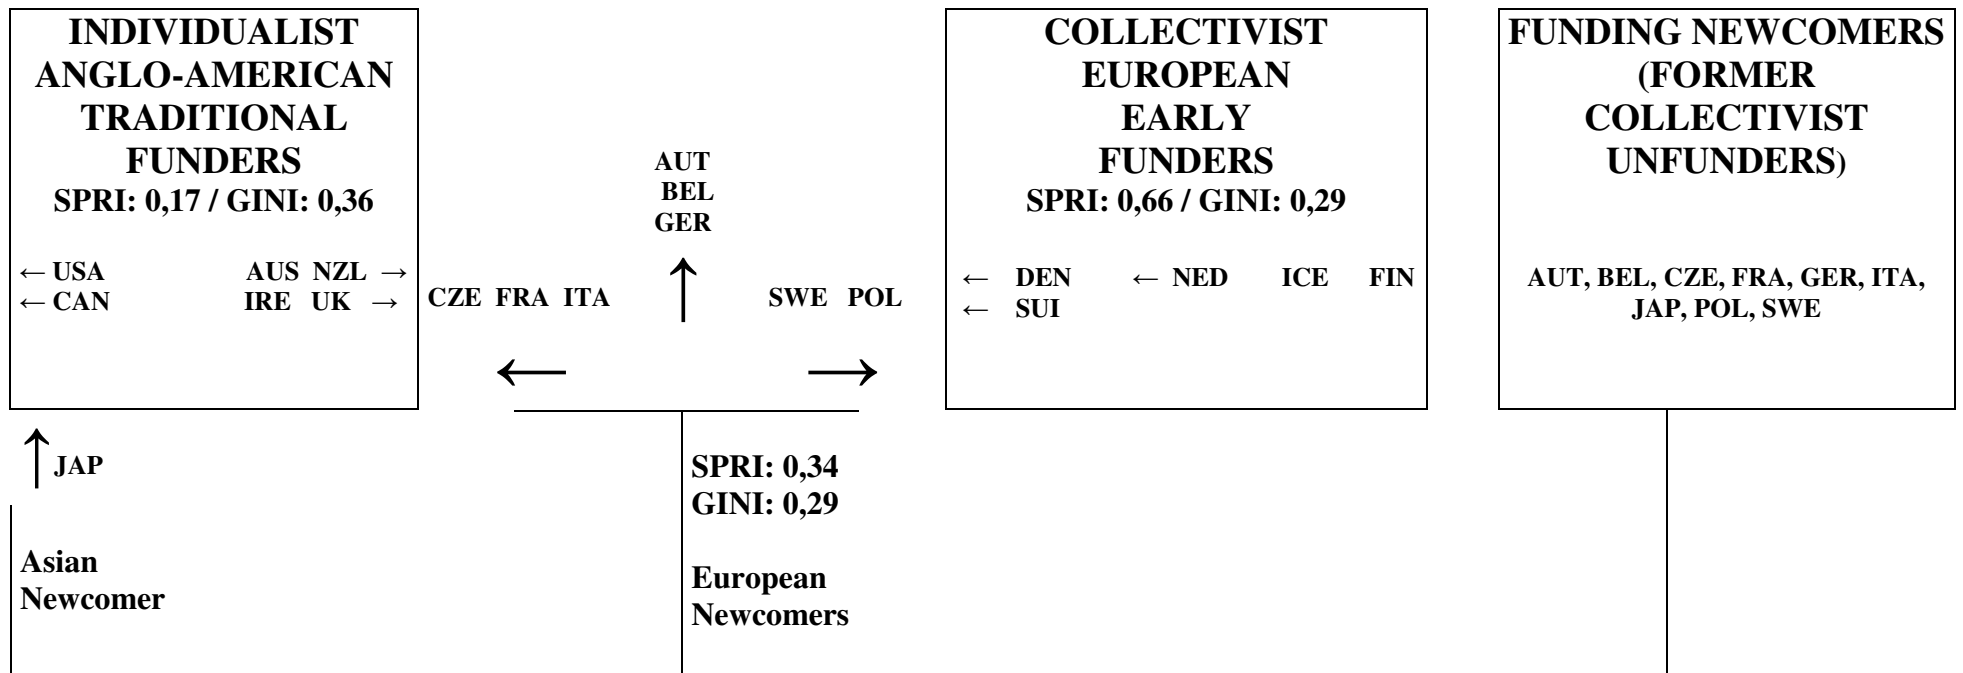 INDIVIDUALIST
ANGLO-AMERICAN
TRADITIONAL
FUNDERS
SPRI: 0,17 / GINI: 0,36
← USA AUS NZL →
← CAN IRE UK →
CZE FRA ITA
AUT
BEL
GER
↑
SWE POL
←
→
COLLECTIVIST
EUROPEAN
EARLY
FUNDERS
SPRI: 0,66 / GINI: 0,29
← DEN ← NED ICE FIN
← SUI
FUNDING NEWCOMERS
(FORMER
COLLECTIVIST
UNFUNDERS)
AUT, BEL, CZE, FRA, GER, ITA,
JAP, POL, SWE
↑ JAP
Asian
Newcomer
SPRI: 0,34
GINI: 0,29
European
Newcomers